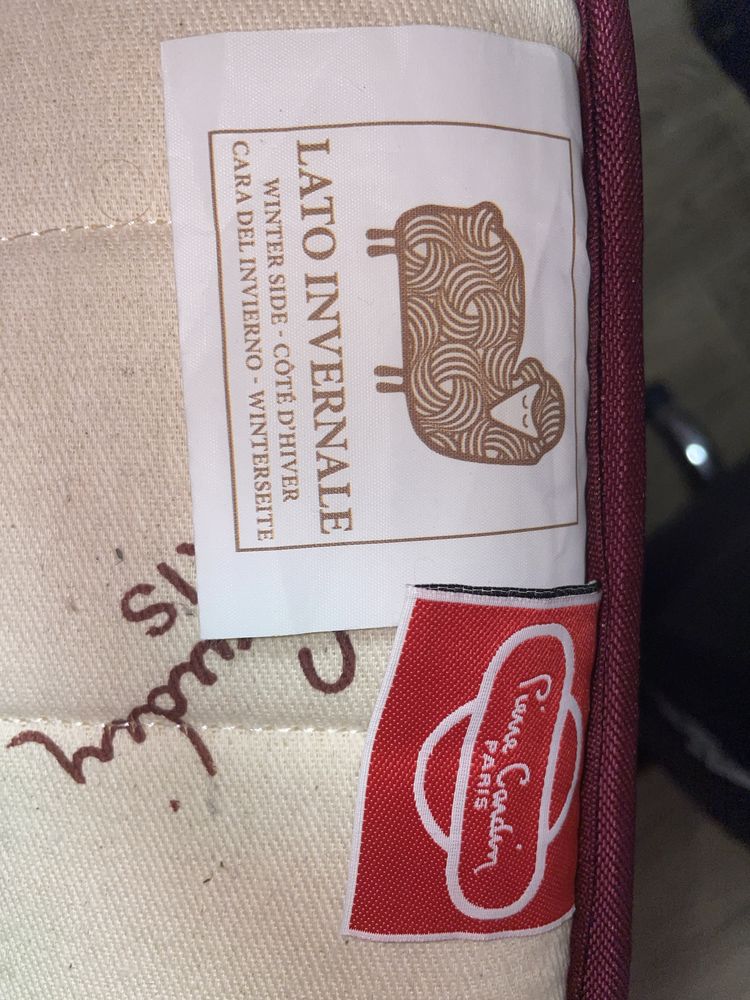 LATO INVERNALE
WINTER SIDE - CÔTÉ D'HIVER
CARA DEL INVIERNO - WINTERSEITE
Pierre Cardin
PARIS